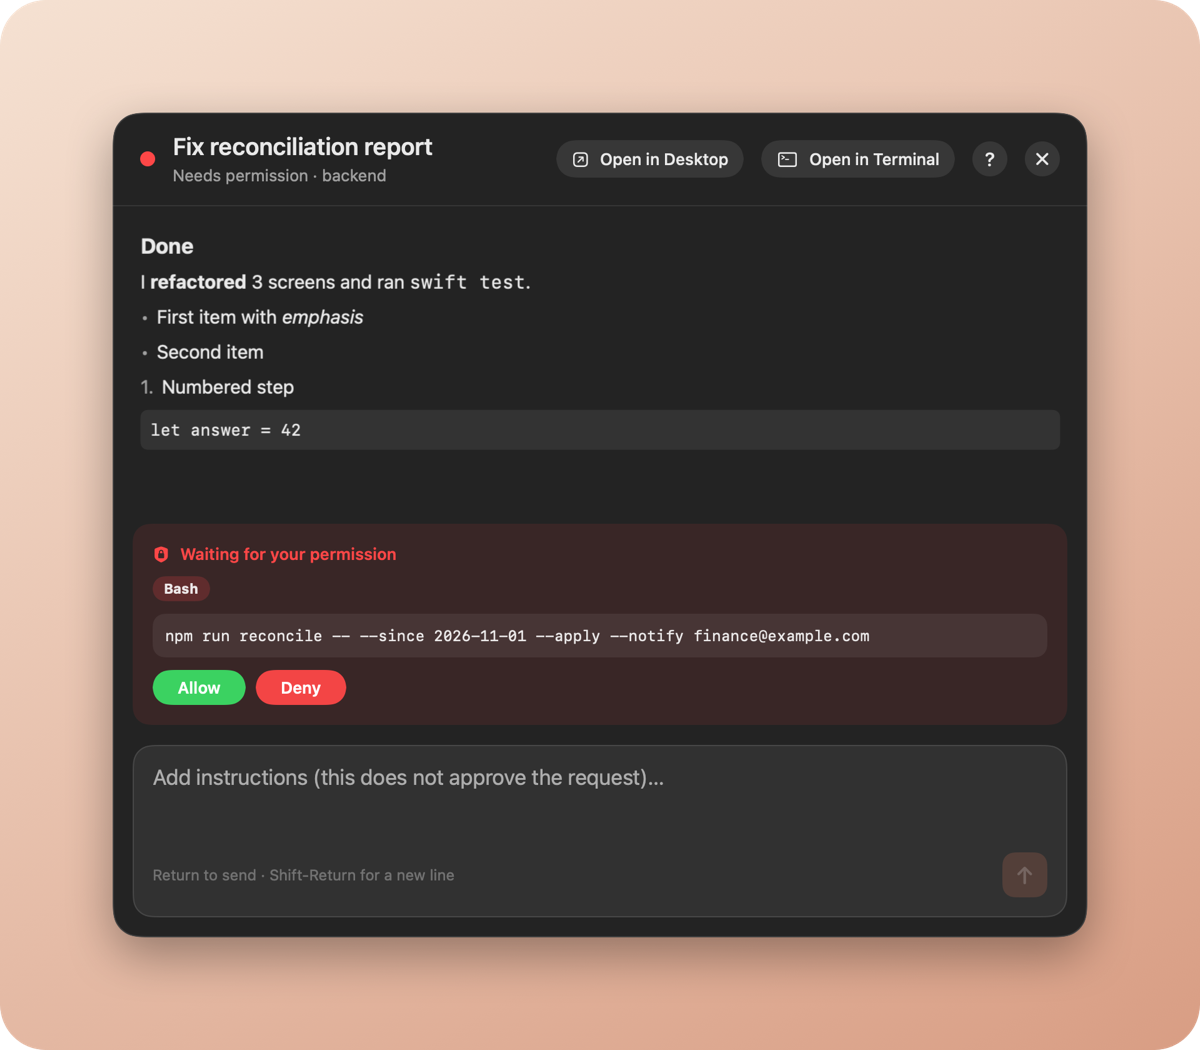 Fix reconciliation report
Needs permission · backend
Open in Desktop
Open in Terminal
?
Done
I refactored 3 screens and ran swift test.
• First item with emphasis
• Second item
1. Numbered step
let answer = 42
Waiting for your permission
Bash
npm run reconcile -- --since 2026-11-01 --apply --notify finance@example.com
Allow
Deny
Add instructions (this does not approve the request)...
Return to send · Shift-Return for a new line